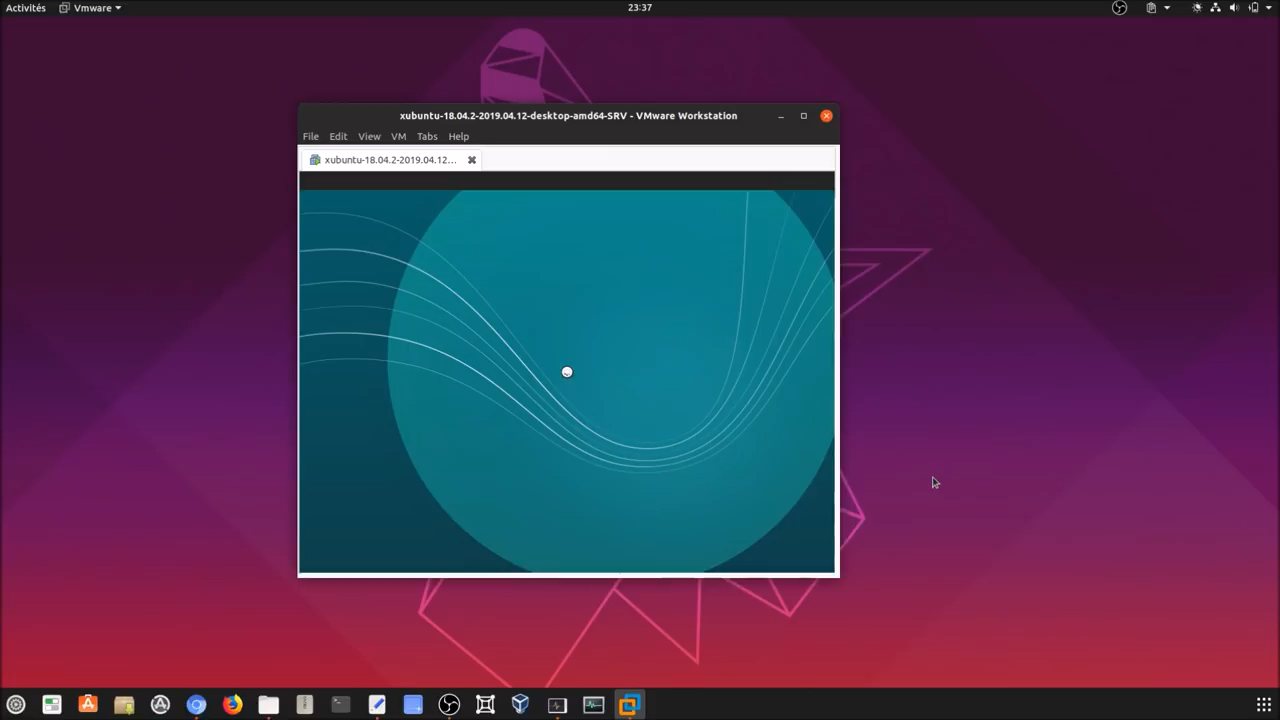 Activités Vmware 23:37
xubuntu-18.04.2-2019.04.12-desktop-amd64-SRV - VMware Workstation
File Edit View VM Tabs Help
xubuntu-18.04.2-2019.04.12...